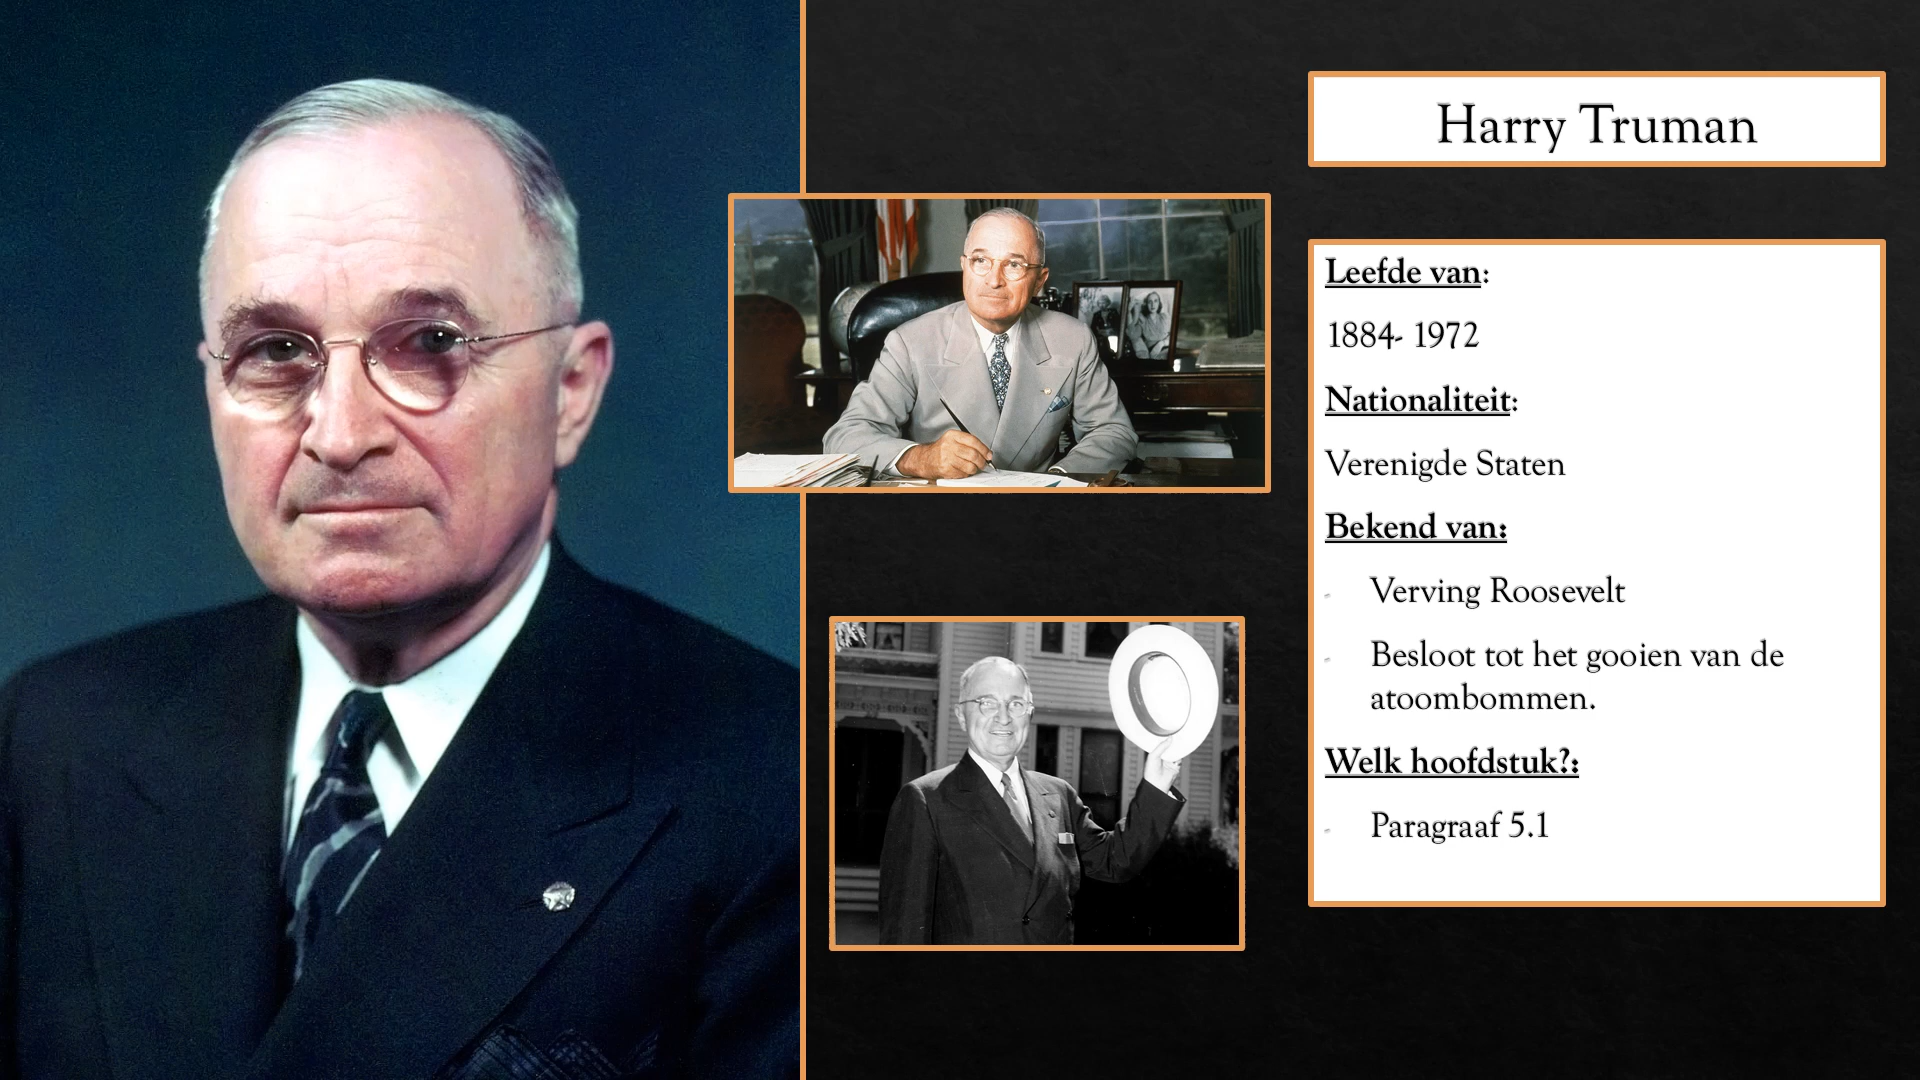 Harry Truman
Leefde van:
1884- 1972
Nationaliteit:
Verenigde Staten
Bekend van:
- Verving Roosevelt
- Besloot tot het gooien van de
atoombommen.
Welk hoofdstuk?:
- Paragraaf 5.1